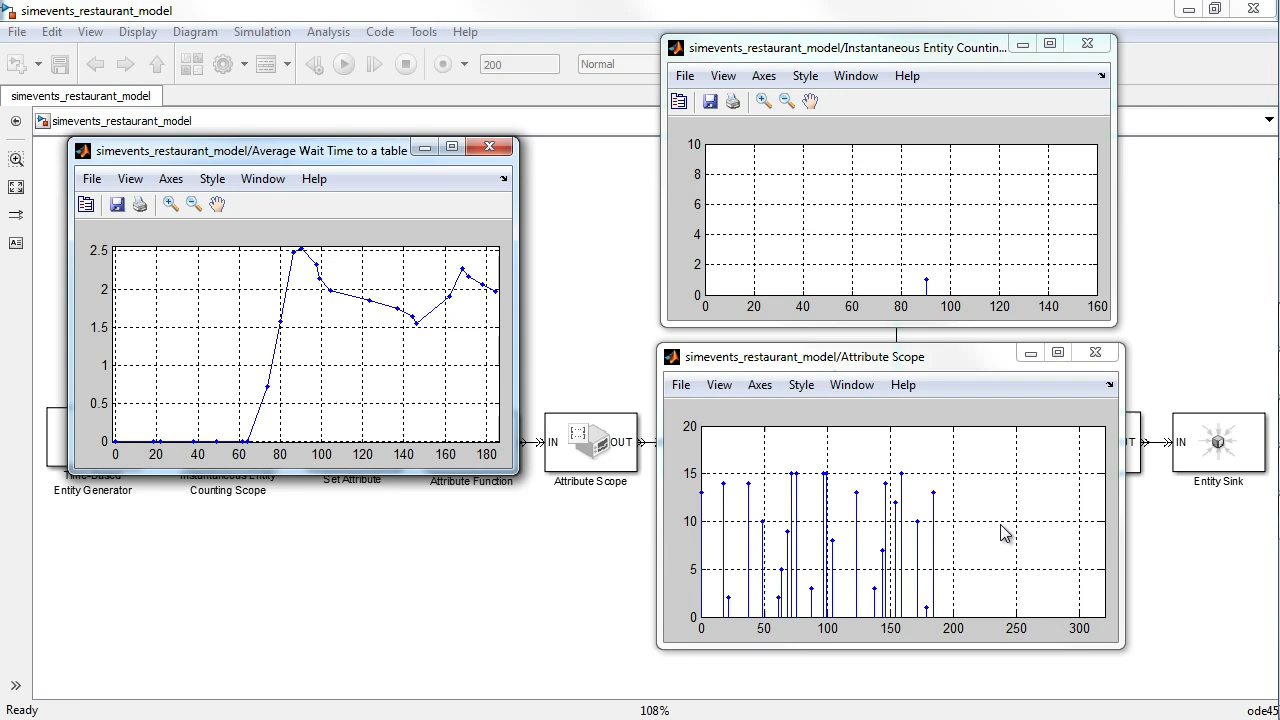 simevents_restaurant_model
File Edit View Display Diagram Simulation Analysis Code Tools Help
200
Normal
simevents_restaurant_model
simevents_restaurant_model
simevents_restaurant_model/Average Wait Time to a table
File View Axes Style Window Help
2.5
2
1.5
1
0.5
0
0 20 40 60 80 100 120 140 160 180
simevents_restaurant_model/Instantaneous Entity Countin...
File View Axes Style Window Help
10
8
6
4
2
0
0 20 40 60 80 100 120 140 160
simevents_restaurant_model/Attribute Scope
File View Axes Style Window Help
20
15
10
5
0
0 50 100 150 200 250 300
Time-Based
Entity Generator
Instantaneous Entity
Counting Scope
Set Attribute
Attribute Function
IN OUT
Attribute Scope
IN
Entity Sink
Ready
108%
ode45